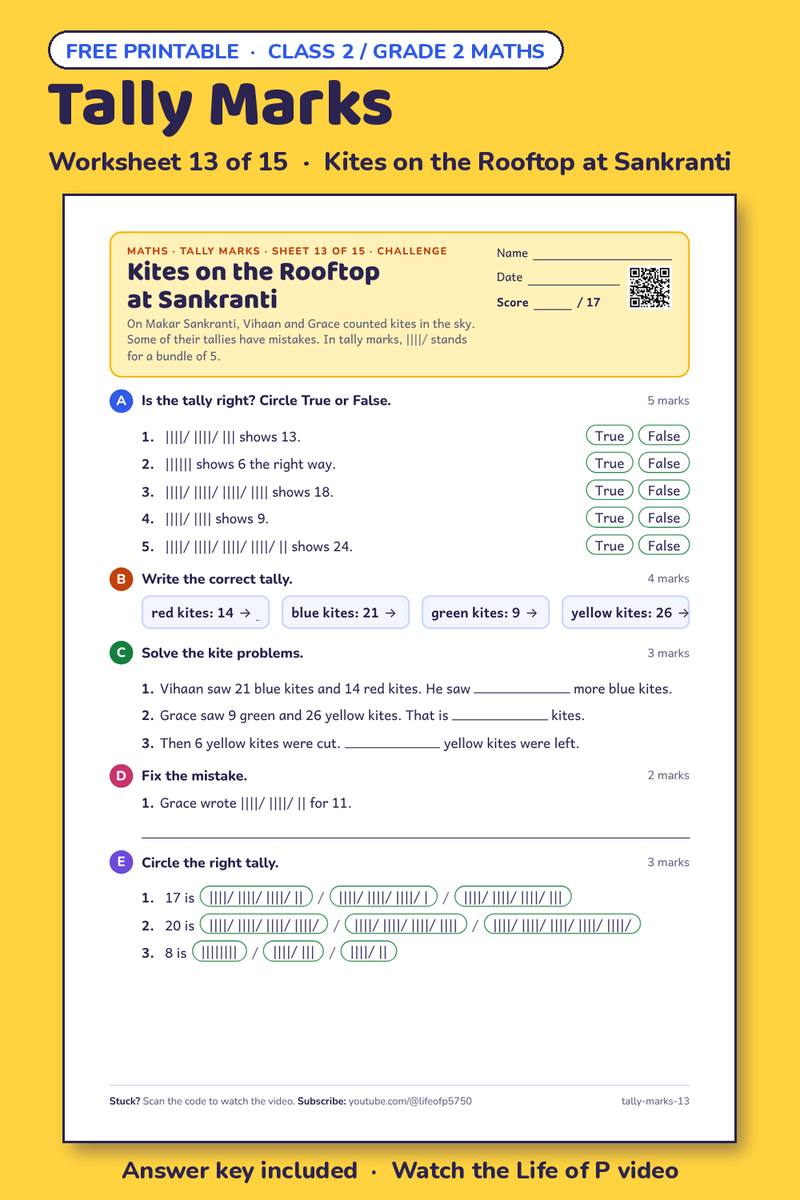 FREE PRINTABLE · CLASS 2 / GRADE 2 MATHS
Tally Marks
Worksheet 13 of 15 · Kites on the Rooftop at Sankranti
MATHS · TALLY MARKS · SHEET 13 OF 15 · CHALLENGE
Kites on the Rooftop
at Sankranti
On Makar Sankranti, Vihaan and Grace counted kites in the sky.
Some of their tallies have mistakes. In tally marks, ||||/ stands
for a bundle of 5.
Name ____
Date ____
Score ____ / 17
A Is the tally right? Circle True or False. 5 marks
1. ||||/ ||||/ ||| shows 13. True False
2. |||||| shows 6 the right way. True False
3. ||||/ ||||/ ||||/ |||| shows 18. True False
4. ||||/ |||| shows 9. True False
5. ||||/ ||||/ ||||/ ||||/ || shows 24. True False
B Write the correct tally. 4 marks
red kites: 14 → _ blue kites: 21 → green kites: 9 → yellow kites: 26 →
C Solve the kite problems. 3 marks
1. Vihaan saw 21 blue kites and 14 red kites. He saw ____ more blue kites.
2. Grace saw 9 green and 26 yellow kites. That is ____ kites.
3. Then 6 yellow kites were cut. ____ yellow kites were left.
D Fix the mistake. 2 marks
1. Grace wrote ||||/ ||||/ || for 11.
E Circle the right tally. 3 marks
1. 17 is ||||/ ||||/ ||||/ || / ||||/ ||||/ ||||/ | / ||||/ ||||/ ||||/ |||
2. 20 is ||||/ ||||/ ||||/ ||||/ / ||||/ ||||/ ||||/ |||| / ||||/ ||||/ ||||/ ||||/ ||||/
3. 8 is |||||||| / ||||/ ||| / ||||/ ||
Stuck? Scan the code to watch the video. Subscribe: youtube.com/@lifeofp5750 tally-marks-13
Answer key included · Watch the Life of P video